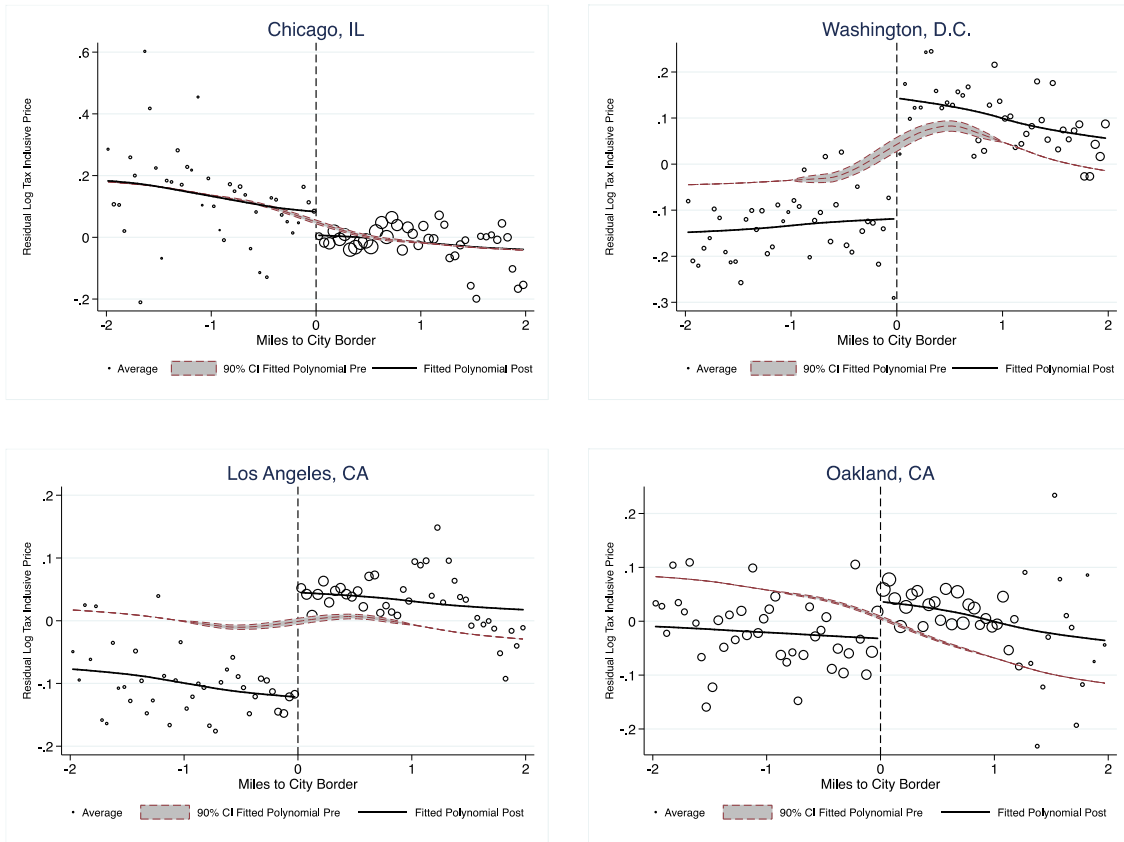 Chicago, IL
Residual Log Tax Inclusive Price
.6
.4
.2
0
-.2
-2 -1 0 1 2
Miles to City Border
Average 90% CI Fitted Polynomial Pre Fitted Polynomial Post
Washington, D.C.
Residual Log Tax Inclusive Price
.2
.1
0
-.1
-.2
-.3
-2 -1 0 1 2
Miles to City Border
Average 90% CI Fitted Polynomial Pre Fitted Polynomial Post
Los Angeles, CA
Residual Log Tax Inclusive Price
.2
.1
0
-.1
-.2
-2 -1 0 1 2
Miles to City Border
Average 90% CI Fitted Polynomial Pre Fitted Polynomial Post
Oakland, CA
Residual Log Tax Inclusive Price
.2
.1
0
-.1
-.2
-2 -1 0 1 2
Miles to City Border
Average 90% CI Fitted Polynomial Pre Fitted Polynomial Post